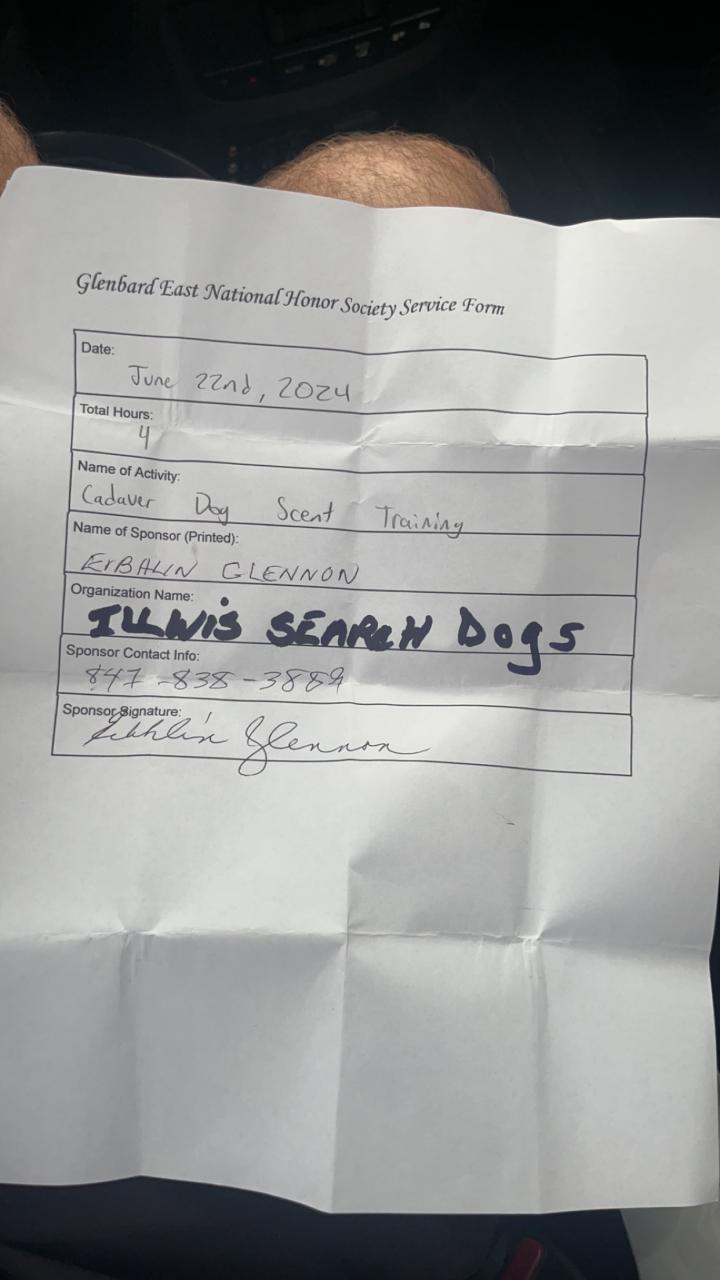 Glenbard East National Honor Society Service Form
Date:
June 22nd, 2024
Total Hours:
4
Name of Activity:
Cadaver Dog Scent Training
Name of Sponsor (Printed):
GLENNON
Organization Name:
SEARCH DOgS
Sponsor Contact Info:
847-838-3889
Sponsor Signature:
Glennon